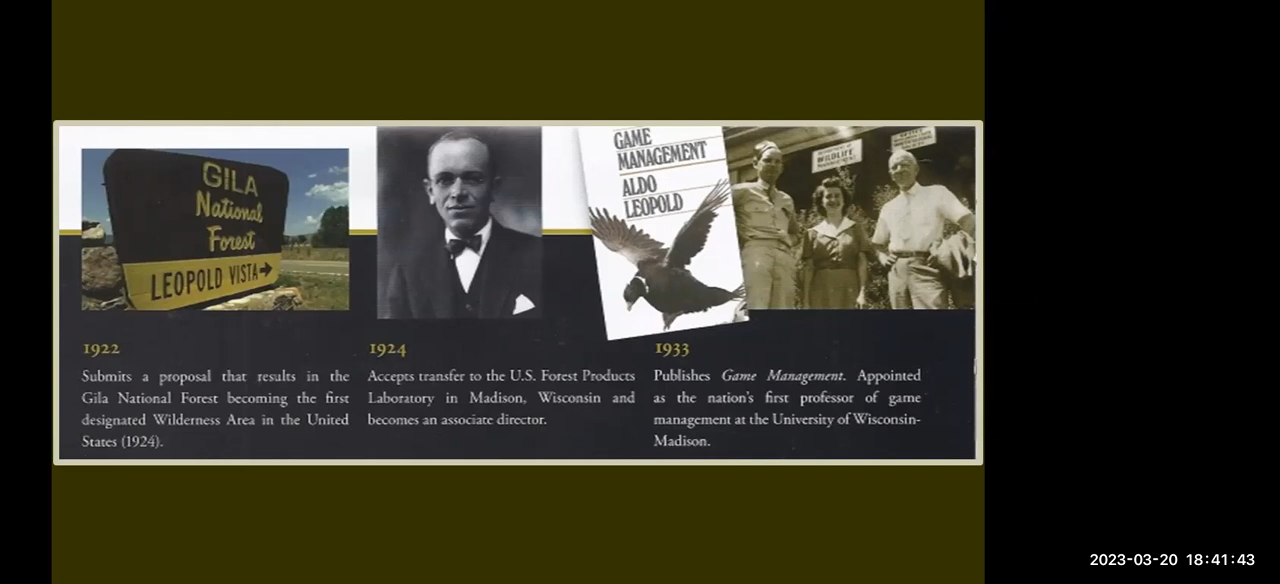 GILA
National
Forest
LEOPOLD VISTA→
GAME
MANAGEMENT
ALDO
LEOPOLD
WILDLIFE
1922
Submits a proposal that results in the
Gila National Forest becoming the first
designated Wilderness Area in the United
States (1924).
1924
Accepts transfer to the U.S. Forest Products
Laboratory in Madison, Wisconsin and
becomes an associate director.
1933
Publishes Game Management. Appointed
as the nation's first professor of game
management at the University of Wisconsin-
Madison.
2023-03-20 18:41:43